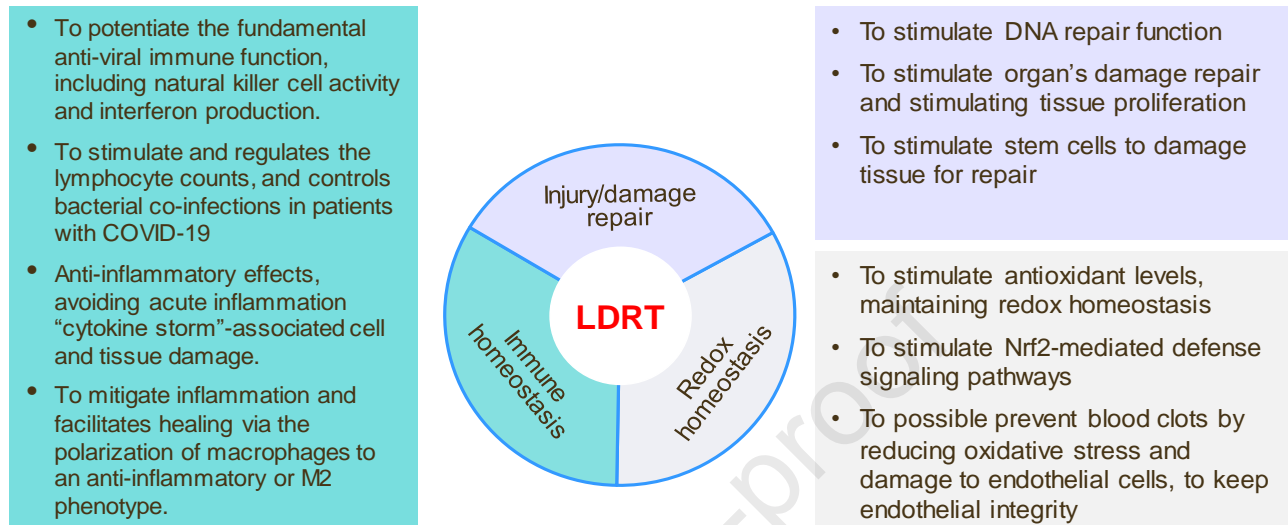 • To potentiate the fundamental
anti-viral immune function,
including natural killer cell activity
and interferon production.
• To stimulate and regulates the
lymphocyte counts, and controls
bacterial co-infections in patients
with COVID-19
• Anti-inflammatory effects,
avoiding acute inflammation
“cytokine storm”-associated cell
and tissue damage.
• To mitigate inflammation and
facilitates healing via the
polarization of macrophages to
an anti-inflammatory or M2
phenotype.
Injury/damage
repair
LDRT
Immune
homeostasis
Redox
homeostasis
• To stimulate DNA repair function
• To stimulate organ’s damage repair
and stimulating tissue proliferation
• To stimulate stem cells to damage
tissue for repair
• To stimulate antioxidant levels,
maintaining redox homeostasis
• To stimulate Nrf2-mediated defense
signaling pathways
• To possible prevent blood clots by
reducing oxidative stress and
damage to endothelial cells, to keep
endothelial integrity